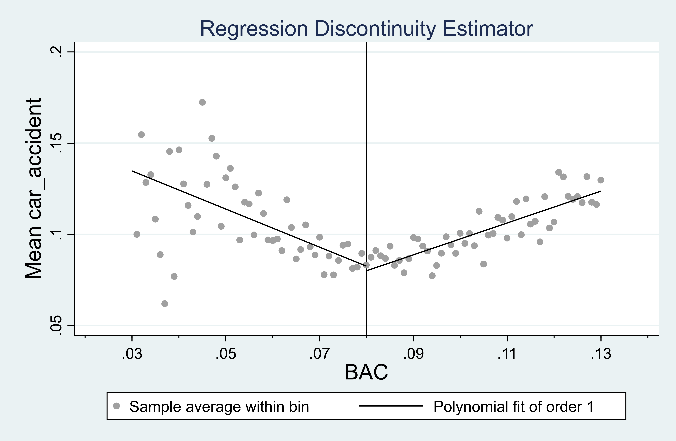 Regression Discontinuity Estimator
Mean car_accident
.2
.15
.1
.05
.03
.05
.07
.09
.11
.13
BAC
Sample average within bin
Polynomial fit of order 1